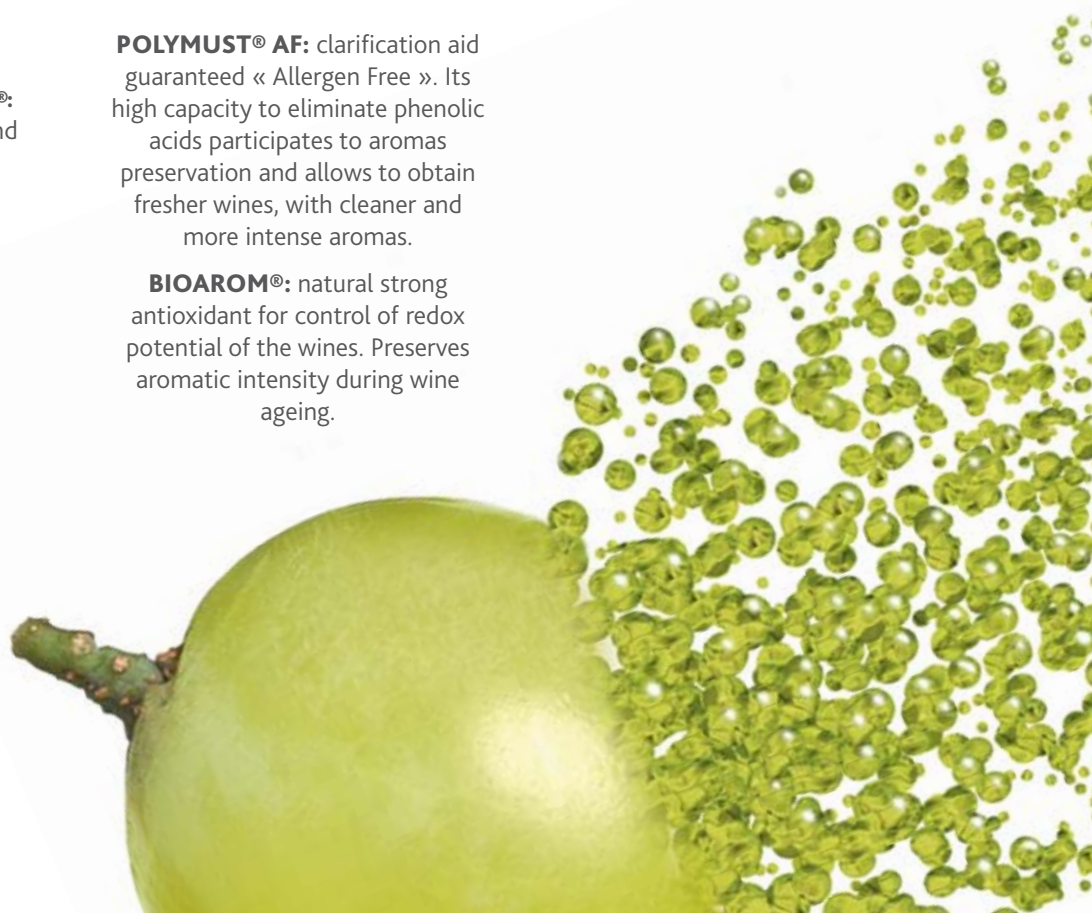 ®:
nd
POLYMUST® AF: clarification aid
guaranteed « Allergen Free ». Its
high capacity to eliminate phenolic
acids participates to aromas
preservation and allows to obtain
fresher wines, with cleaner and
more intense aromas.
BIOAROM®: natural strong
antioxidant for control of redox
potential of the wines. Preserves
aromatic intensity during wine
ageing.